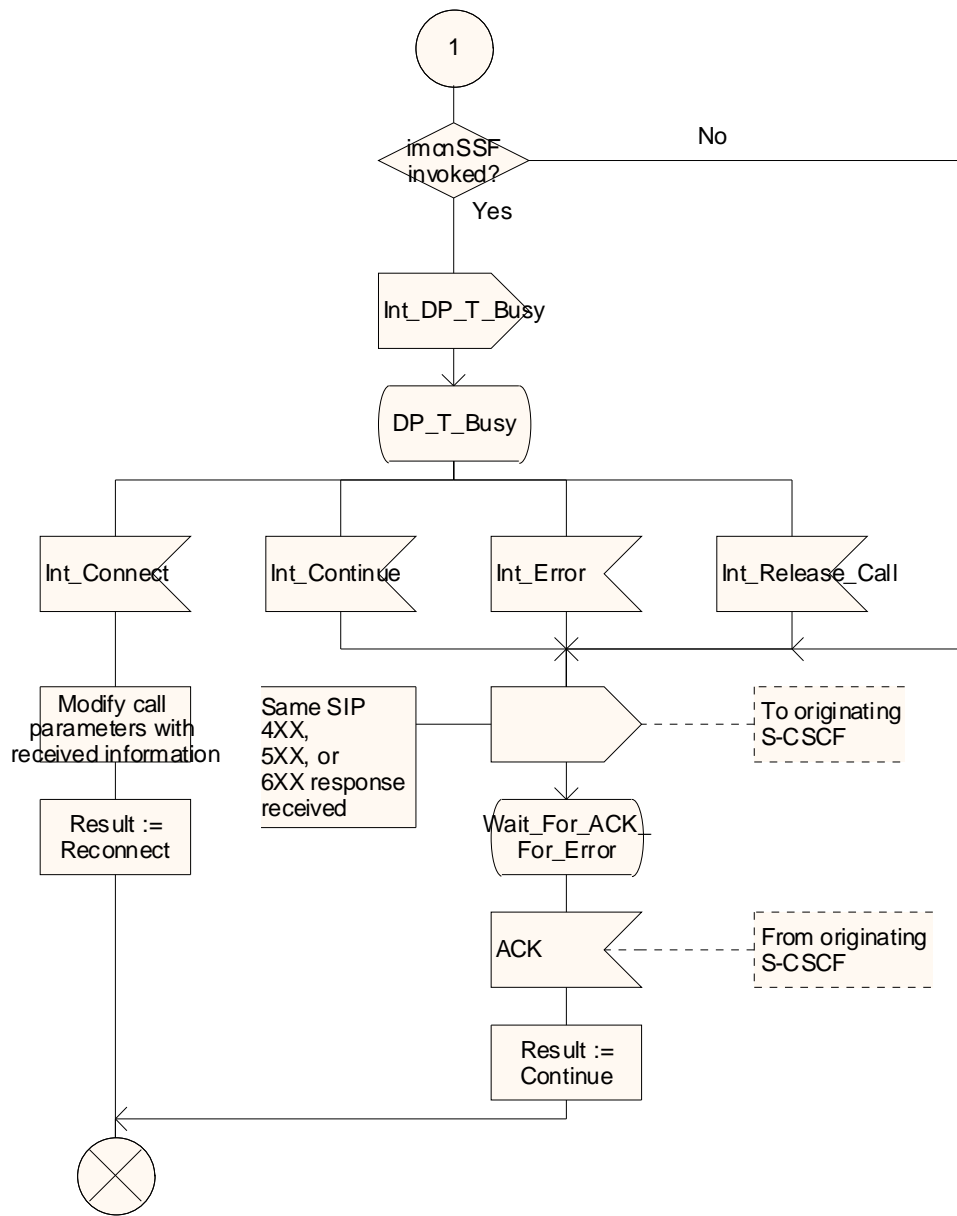 1
imcnSSF
invoked?
No
Yes
Int_DP_T_Busy
DP_T_Busy
Int_Connect
Int_Continue
Int_Error
Int_Release_Call
Modify call
parameters with
received information
Same SIP
4XX,
5XX, or
6XX response
received
To originating
S-CSCF
Result :=
Reconnect
Wait_For_ACK_
For_Error
ACK
From originating
S-CSCF
Result :=
Continue